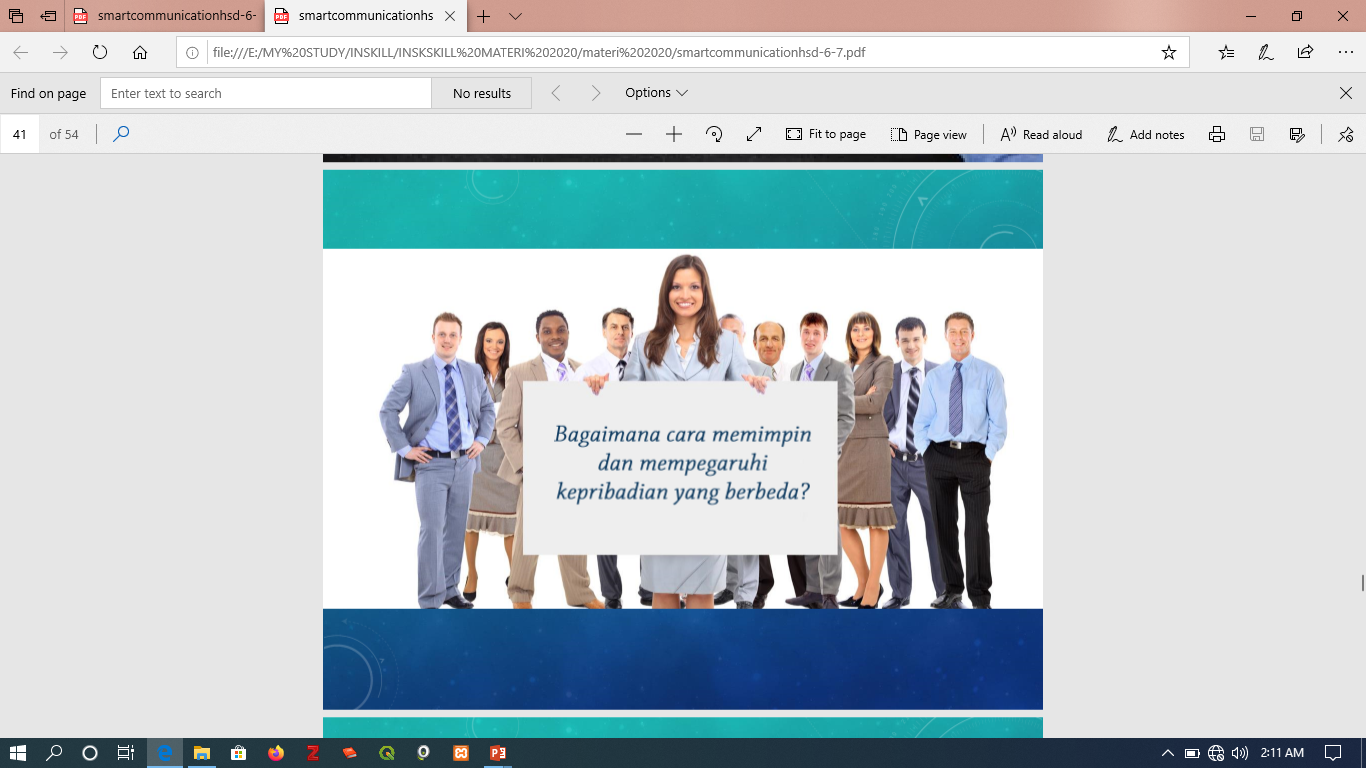 smartcommunicationhsd-6-
smartcommunicationhs
file:///E:/MY%20STUDY/INSKILL/INSKSKILL%20MATERI%202020/materi%202020/smartcommunicationhsd-6-7.pdf
Find on page
Enter text to search
No results
Options
41
of 54
Fit to page
Page view
Read aloud
Add notes
Bagaimana cara memimpin
dan mempegaruhi
kepribadian yang berbeda?
2:11 AM